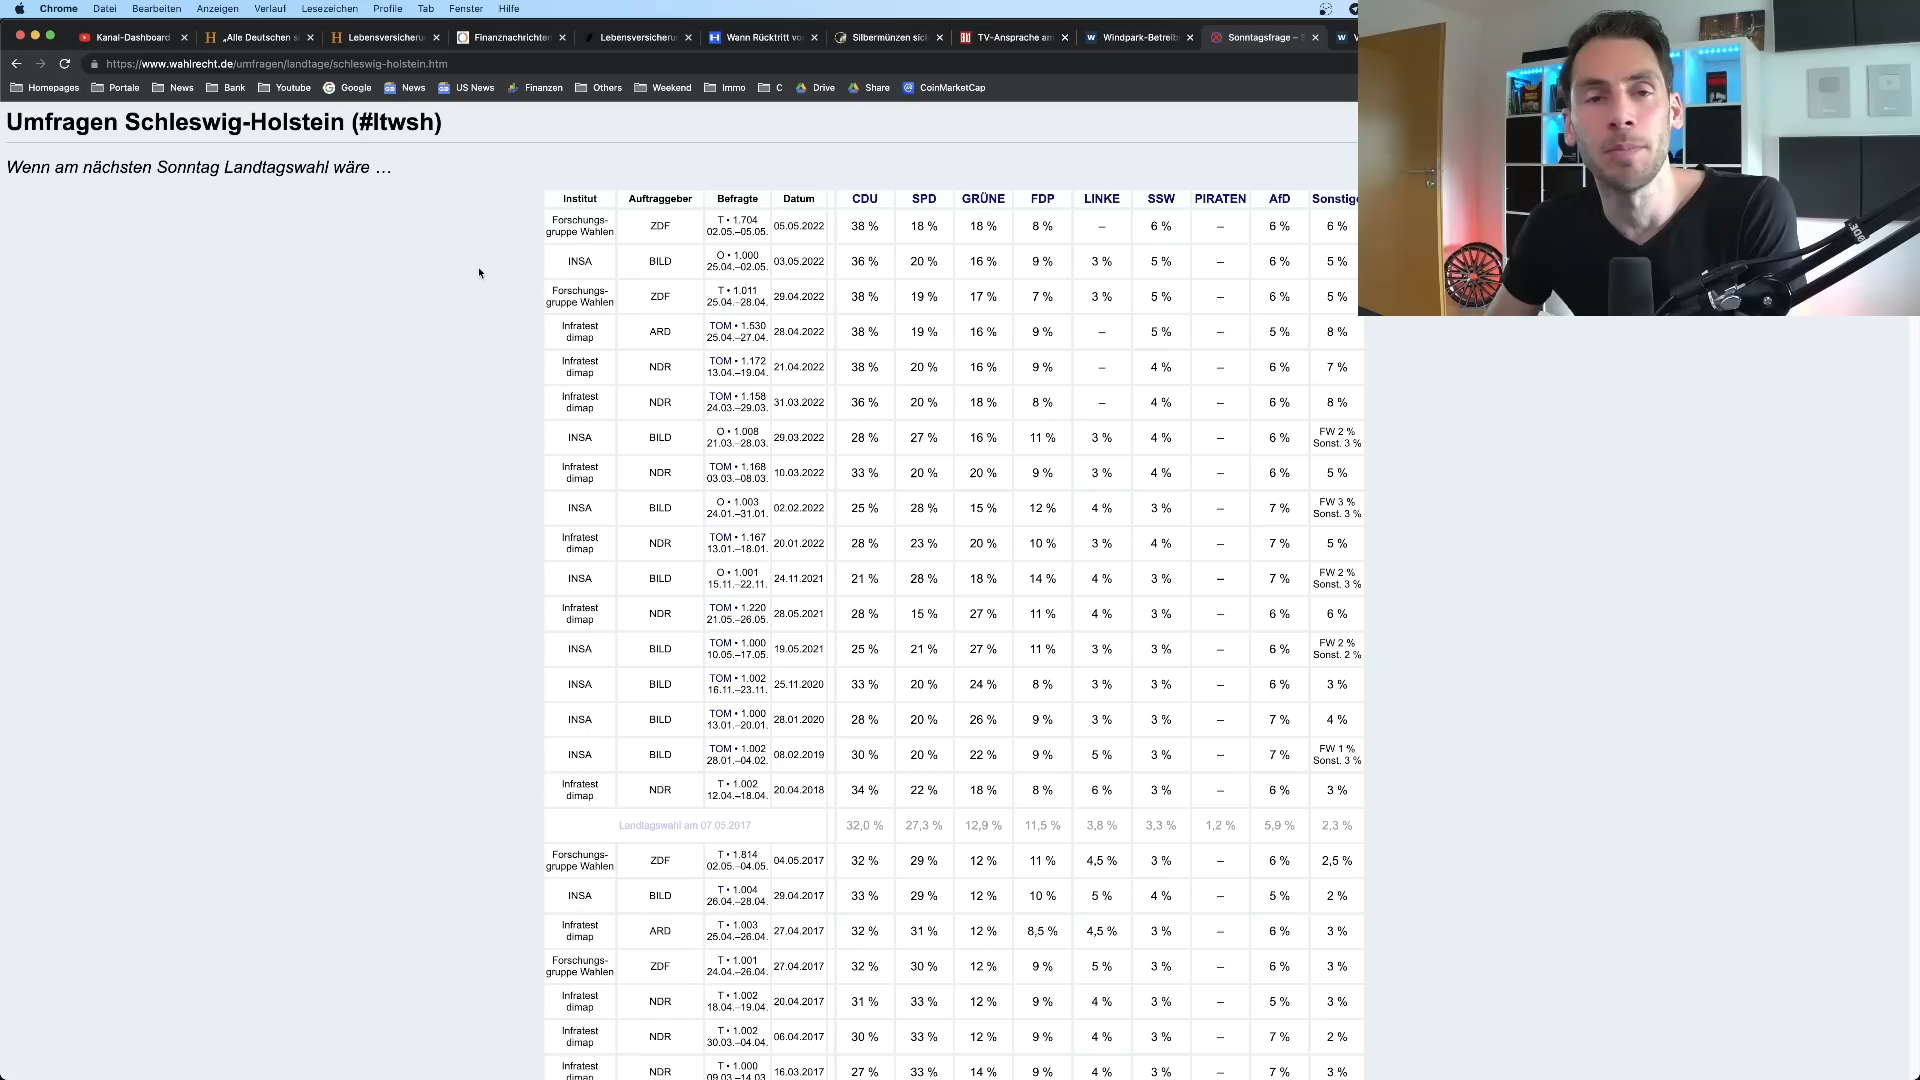 Chrome Datei Bearbeiten Anzeigen Verlauf Lesezeichen Profile Tab Fenster Hilfe
Kanal-Dashboard „Alle Deutschen s Lebensversicheru Finanznachrichten Lebensversicheru Wann Rücktritt vo Silbermünzen sic TV-Ansprache am Windpark-Betreib Sonntagsfrage – S
https://www.wahlrecht.de/umfragen/landtage/schleswig-holstein.htm
Homepages Portale News Bank Youtube Google News US News Finanzen Others Weekend Immo C Drive Share CoinMarketCap
Umfragen Schleswig-Holstein (#ltwsh)
Wenn am nächsten Sonntag Landtagswahl wäre …
Institut Auftraggeber Befragte Datum CDU SPD GRÜNE FDP LINKE SSW PIRATEN AfD Sonstige
Forschungs-gruppe Wahlen ZDF T • 1.704 02.05.–05.05. 05.05.2022 38 % 18 % 18 % 8 % – 6 % – 6 % 6 %
INSA BILD O • 1.000 25.04.–02.05. 03.05.2022 36 % 20 % 16 % 9 % 3 % 5 % – 6 % 5 %
Forschungs-gruppe Wahlen ZDF T • 1.011 25.04.–28.04. 29.04.2022 38 % 19 % 17 % 7 % 3 % 5 % – 6 % 5 %
Infratest dimap ARD TOM • 1.530 25.04.–27.04. 28.04.2022 38 % 19 % 16 % 9 % – 5 % – 5 % 8 %
Infratest dimap NDR TOM • 1.172 13.04.–19.04. 21.04.2022 38 % 20 % 16 % 9 % – 4 % – 6 % 7 %
Infratest dimap NDR TOM • 1.158 24.03.–29.03. 31.03.2022 36 % 20 % 18 % 8 % – 4 % – 6 % 8 %
INSA BILD O • 1.008 21.03.–28.03. 29.03.2022 28 % 27 % 16 % 11 % 3 % 4 % – 6 % FW 2 % Sonst. 3 %
Infratest dimap NDR TOM • 1.168 03.03.–08.03. 10.03.2022 33 % 20 % 20 % 9 % 3 % 4 % – 6 % 5 %
INSA BILD O • 1.003 24.01.–31.01. 02.02.2022 25 % 28 % 15 % 12 % 4 % 3 % – 7 % FW 3 % Sonst. 3 %
Infratest dimap NDR TOM • 1.167 13.01.–18.01. 20.01.2022 28 % 23 % 20 % 10 % 3 % 4 % – 7 % 5 %
INSA BILD O • 1.001 15.11.–22.11. 24.11.2021 21 % 28 % 18 % 14 % 4 % 3 % – 7 % FW 2 % Sonst. 3 %
Infratest dimap NDR TOM • 1.220 21.05.–26.05. 28.05.2021 28 % 15 % 27 % 11 % 4 % 3 % – 6 % 6 %
INSA BILD TOM • 1.000 10.05.–17.05. 19.05.2021 25 % 21 % 27 % 11 % 3 % 3 % – 6 % FW 2 % Sonst. 2 %
INSA BILD TOM • 1.002 16.11.–23.11. 25.11.2020 33 % 20 % 24 % 8 % 3 % 3 % – 6 % 3 %
INSA BILD TOM • 1.000 13.01.–20.01. 28.01.2020 28 % 20 % 26 % 9 % 3 % 3 % – 7 % 4 %
INSA BILD TOM • 1.002 28.01.–04.02. 08.02.2019 30 % 20 % 22 % 9 % 5 % 3 % – 7 % FW 1 % Sonst. 3 %
Infratest dimap NDR T • 1.002 12.04.–18.04. 20.04.2018 34 % 22 % 18 % 8 % 6 % 3 % – 6 % 3 %
Landtagswahl am 07.05.2017 32,0 % 27,3 % 12,9 % 11,5 % 3,8 % 3,3 % 1,2 % 5,9 % 2,3 %
Forschungs-gruppe Wahlen ZDF T • 1.814 02.05.–04.05. 04.05.2017 32 % 29 % 12 % 11 % 4,5 % 3 % – 6 % 2,5 %
INSA BILD T • 1.004 26.04.–28.04. 29.04.2017 33 % 29 % 12 % 10 % 5 % 4 % – 5 % 2 %
Infratest dimap ARD T • 1.003 25.04.–26.04. 27.04.2017 32 % 31 % 12 % 8,5 % 4,5 % 3 % – 6 % 3 %
Forschungs-gruppe Wahlen ZDF T • 1.001 24.04.–26.04. 27.04.2017 32 % 30 % 12 % 9 % 5 % 3 % – 6 % 3 %
Infratest dimap NDR T • 1.002 18.04.–19.04. 20.04.2017 31 % 33 % 12 % 9 % 4 % 3 % – 5 % 3 %
Infratest dimap NDR T • 1.002 30.03.–04.04. 06.04.2017 30 % 33 % 12 % 9 % 4 % 3 % – 7 % 2 %
Infratest dimap NDR T • 1.000 09.03.–14.03. 16.03.2017 27 % 33 % 14 % 9 % 4 % 3 % – 7 % 3 %